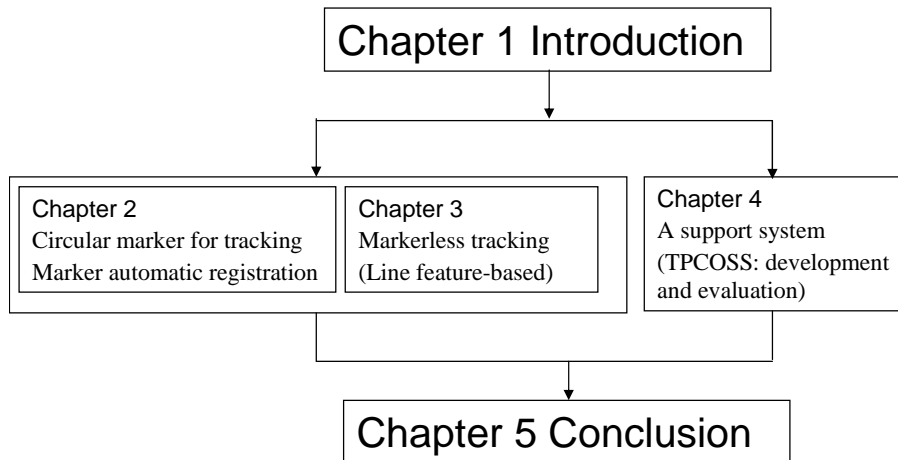 Chapter 1 Introduction
Chapter 2
Circular marker for tracking
Marker automatic registration
Chapter 3
Markerless tracking
(Line feature-based)
Chapter 4
A support system
(TPCOSS: development
and evaluation)
Chapter 5 Conclusion